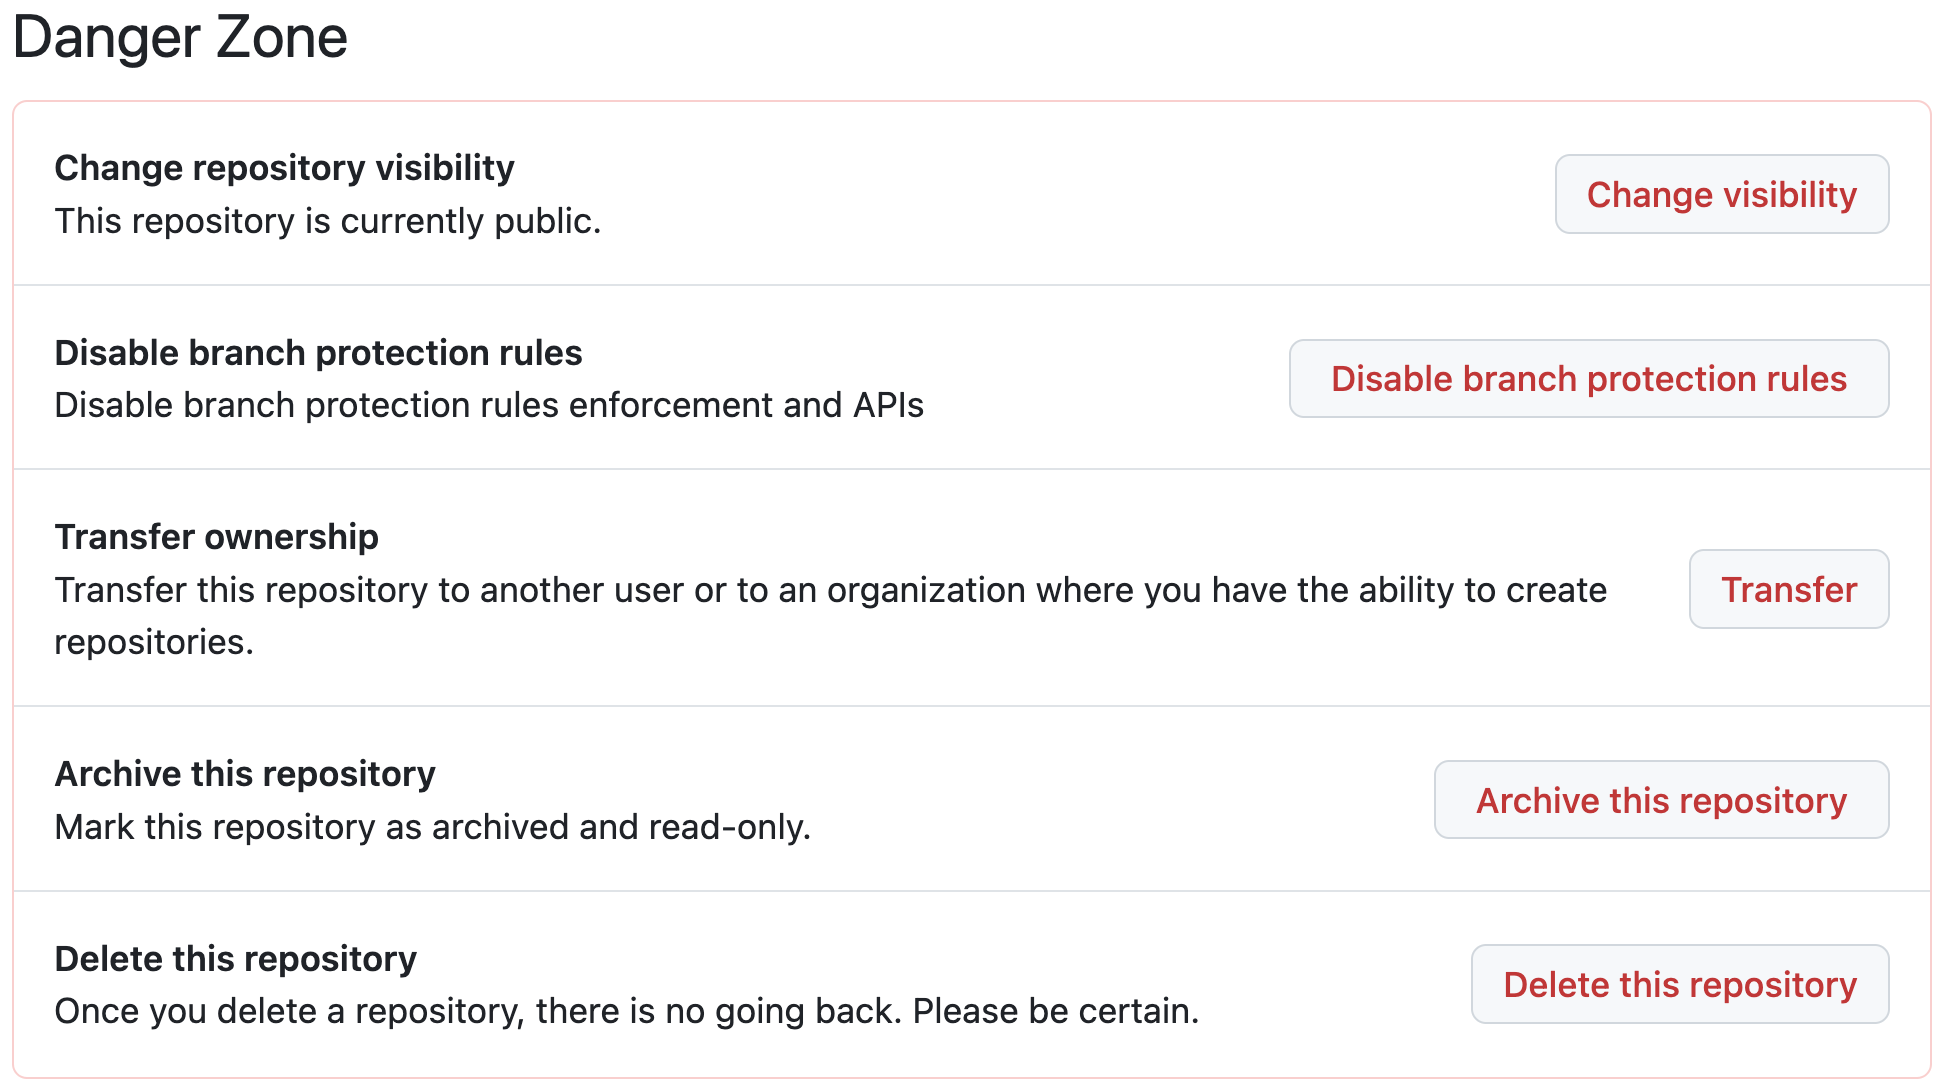 Danger Zone
Change repository visibility
This repository is currently public.
Change visibility
Disable branch protection rules
Disable branch protection rules enforcement and APIs
Disable branch protection rules
Transfer ownership
Transfer this repository to another user or to an organization where you have the ability to create
repositories.
Transfer
Archive this repository
Mark this repository as archived and read-only.
Archive this repository
Delete this repository
Once you delete a repository, there is no going back. Please be certain.
Delete this repository